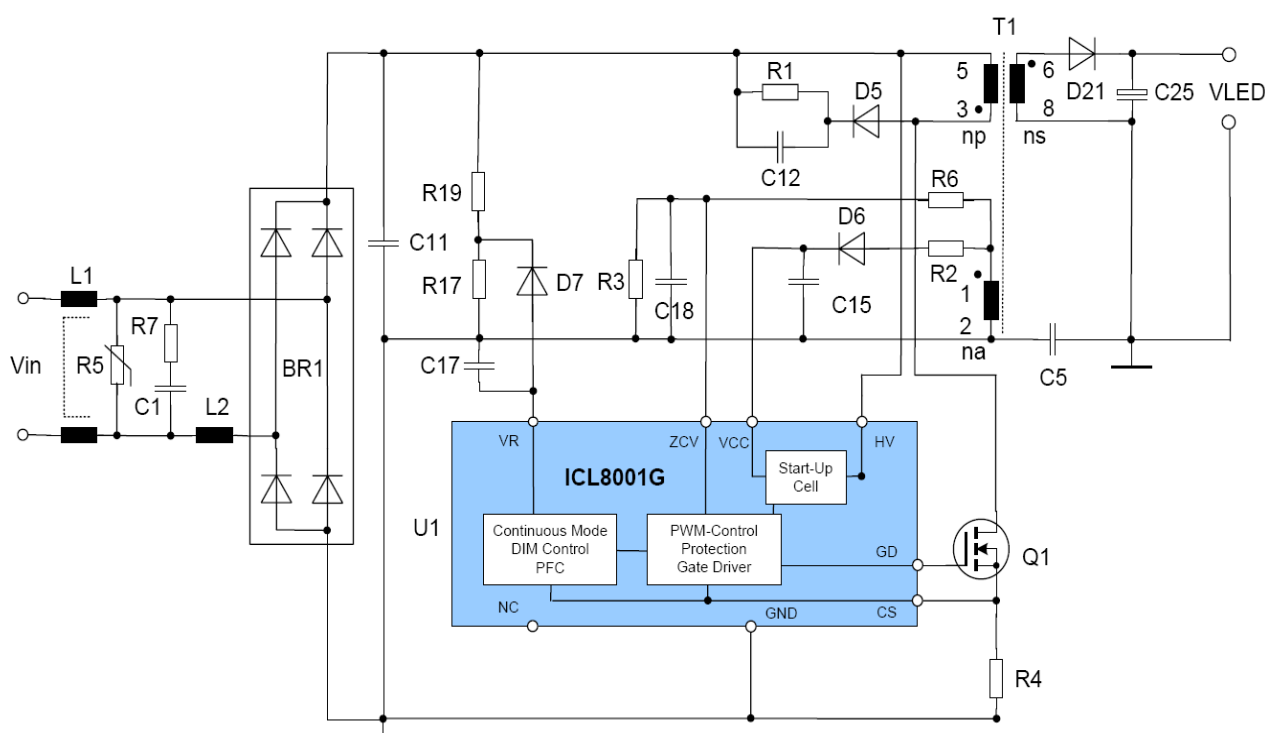 T1
R1
D5
5
3
np
6
8
ns
D21
C25
VLED
C12
R19
R6
D6
R2
C11
R17
D7
R3
C18
C15
1
2
na
C5
L1
R7
Vin
R5
C1
L2
BR1
C17
VR
ZCV
VCC
HV
ICL8001G
Start-Up
Cell
U1
Continuous Mode
DIM Control
PFC
PWM-Control
Protection
Gate Driver
GD
Q1
NC
GND
CS
R4